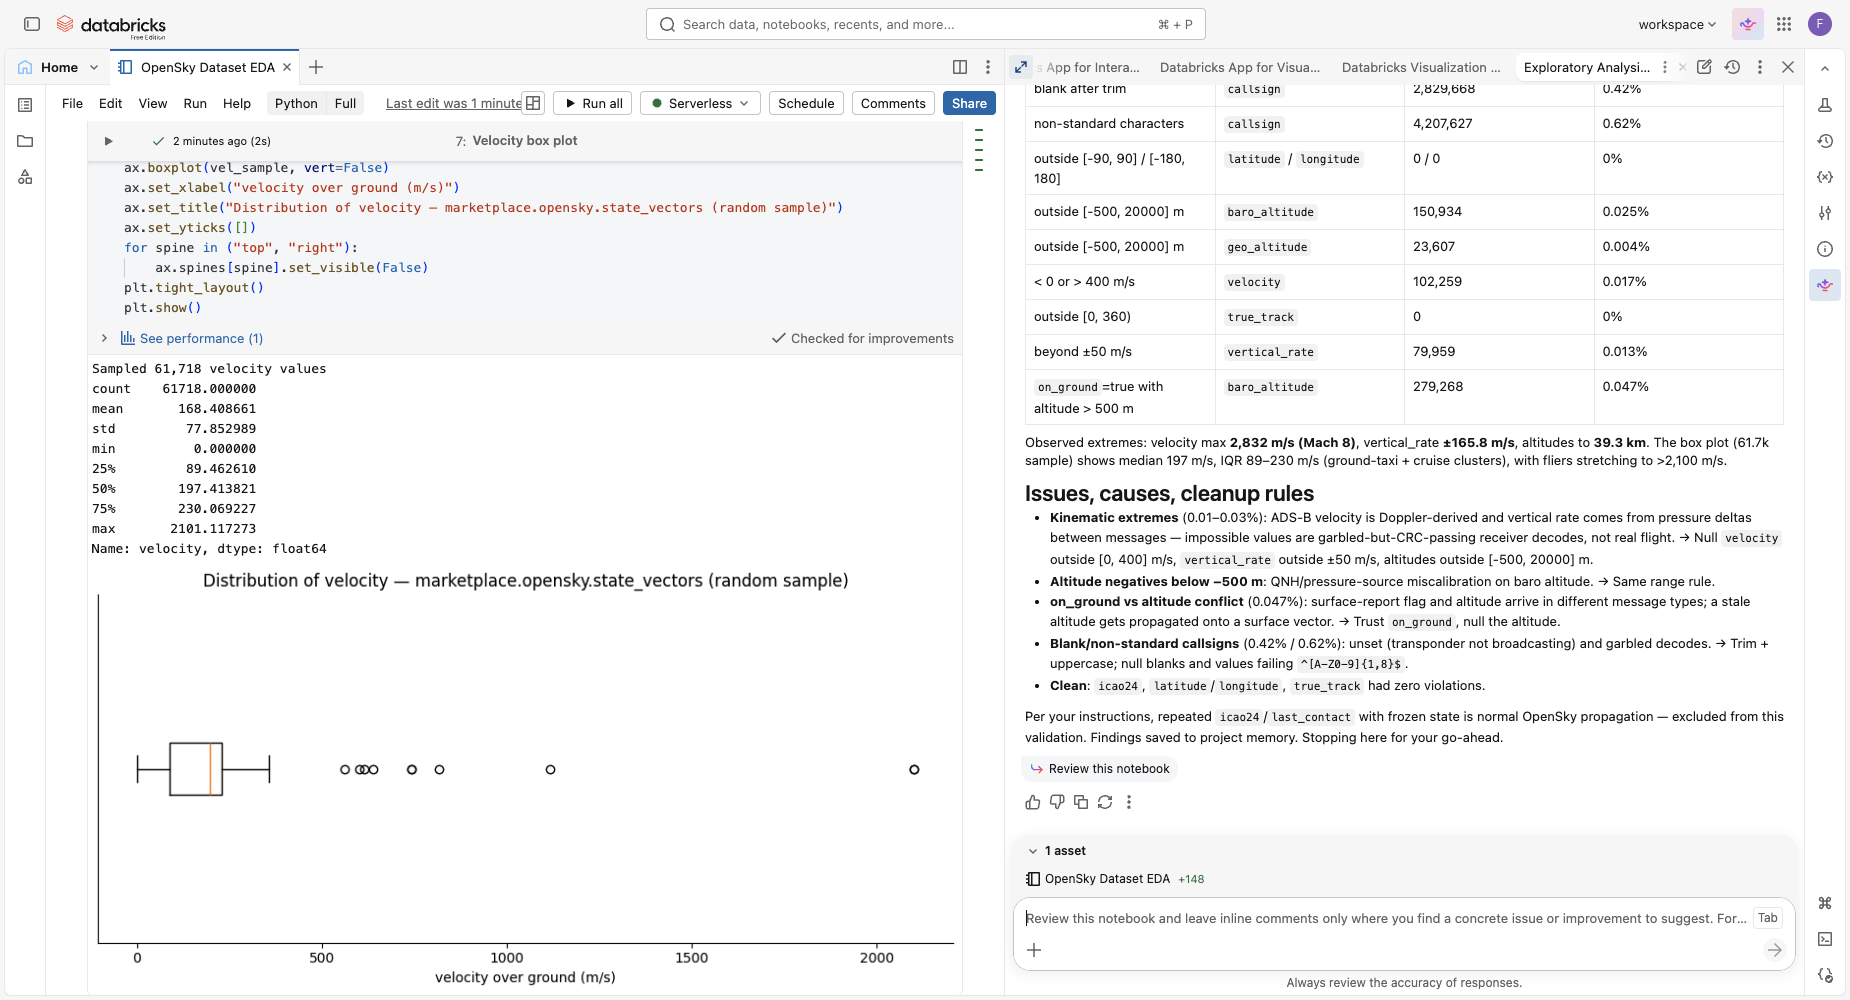 databricks
Free Edition
Search data, notebooks, recents, and more...
⌘ + P
workspace
F
Home
OpenSky Dataset EDA
s App for Intera...
Databricks App for Visua...
Databricks Visualization ...
Exploratory Analysi...
File
Edit
View
Run
Help
Python
Full
Last edit was 1 minute
Run all
Serverless
Schedule
Comments
Share
2 minutes ago (2s)
7: Velocity box plot
ax.boxplot(vel_sample, vert=False)
ax.set_xlabel("velocity over ground (m/s)")
ax.set_title("Distribution of velocity — marketplace.opensky.state_vectors (random sample)")
ax.set_yticks([])
for spine in ("top", "right"):
    ax.spines[spine].set_visible(False)
plt.tight_layout()
plt.show()
See performance (1)
Checked for improvements
Sampled 61,718 velocity values
count    61718.000000
mean       168.408661
std         77.852989
min          0.000000
25%         89.462610
50%        197.413821
75%        230.069227
max       2101.117273
Name: velocity, dtype: float64
Distribution of velocity — marketplace.opensky.state_vectors (random sample)
0
500
1000
1500
2000
velocity over ground (m/s)
blank after trim callsign 2,829,668 0.42%
non-standard characters callsign 4,207,627 0.62%
outside [-90, 90] / [-180, latitude / longitude 0 / 0 0%
180]
outside [-500, 20000] m baro_altitude 150,934 0.025%
outside [-500, 20000] m geo_altitude 23,607 0.004%
< 0 or > 400 m/s velocity 102,259 0.017%
outside [0, 360) true_track 0 0%
beyond ±50 m/s vertical_rate 79,959 0.013%
on_ground=true with baro_altitude 279,268 0.047%
altitude > 500 m
Observed extremes: velocity max 2,832 m/s (Mach 8), vertical_rate ±165.8 m/s, altitudes to 39.3 km. The box plot (61.7k
sample) shows median 197 m/s, IQR 89–230 m/s (ground-taxi + cruise clusters), with fliers stretching to >2,100 m/s.
Issues, causes, cleanup rules
• Kinematic extremes (0.01–0.03%): ADS-B velocity is Doppler-derived and vertical rate comes from pressure deltas
between messages — impossible values are garbled-but-CRC-passing receiver decodes, not real flight. → Null velocity
outside [0, 400] m/s, vertical_rate outside ±50 m/s, altitudes outside [-500, 20000] m.
• Altitude negatives below −500 m: QNH/pressure-source miscalibration on baro altitude. → Same range rule.
• on_ground vs altitude conflict (0.047%): surface-report flag and altitude arrive in different message types; a stale
altitude gets propagated onto a surface vector. → Trust on_ground, null the altitude.
• Blank/non-standard callsigns (0.42% / 0.62%): unset (transponder not broadcasting) and garbled decodes. → Trim +
uppercase; null blanks and values failing ^[A-Z0-9]{1,8}$.
• Clean: icao24, latitude/longitude, true_track had zero violations.
Per your instructions, repeated icao24/last_contact with frozen state is normal OpenSky propagation — excluded from this
validation. Findings saved to project memory. Stopping here for your go-ahead.
Review this notebook
1 asset
OpenSky Dataset EDA +148
Review this notebook and leave inline comments only where you find a concrete issue or improvement to suggest. For...
Tab
Always review the accuracy of responses.